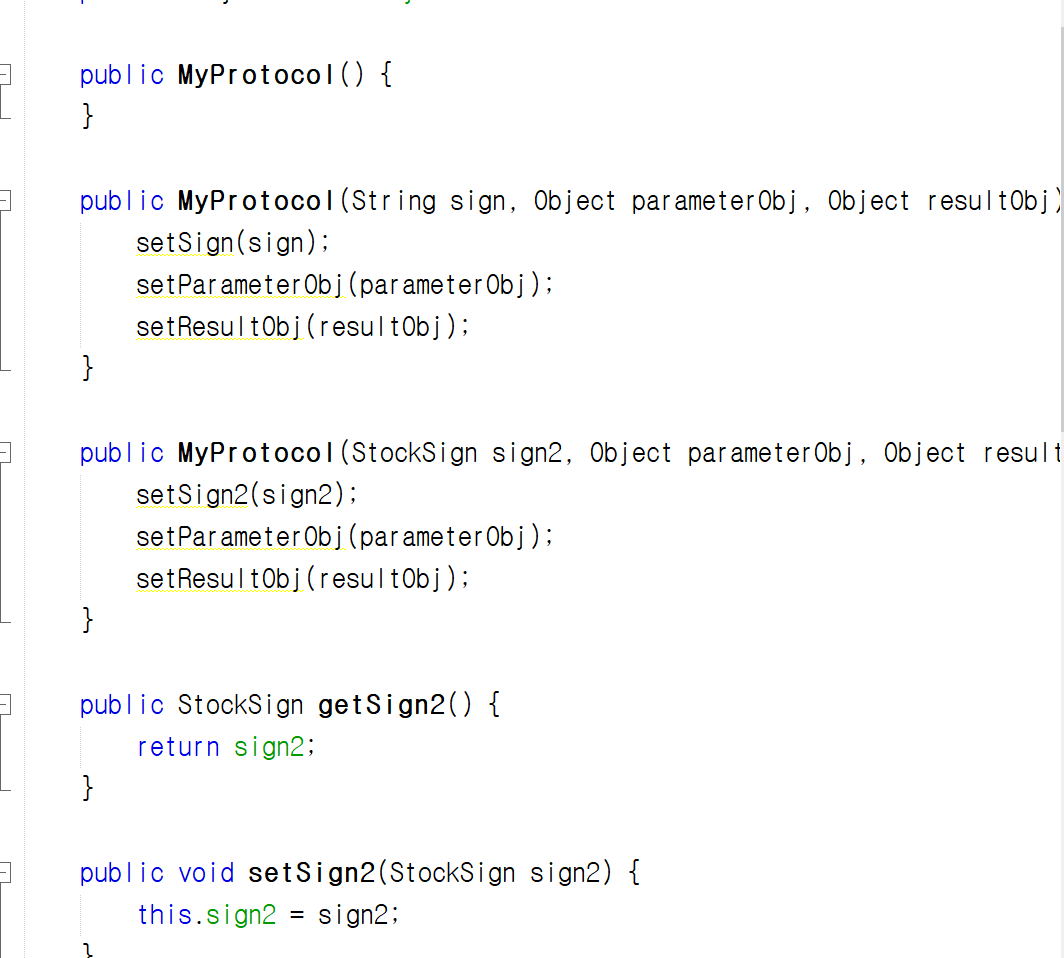 public MyProtocol() {
}
public MyProtocol(String sign, Object parameterObj, Object resultObj)
setSign(sign);
setParameterObj(parameterObj);
setResultObj(resultObj);
}
public MyProtocol(StockSign sign2, Object parameterObj, Object result
setSign2(sign2);
setParameterObj(parameterObj);
setResultObj(resultObj);
}
public StockSign getSign2() {
return sign2;
}
public void setSign2(StockSign sign2) {
this.sign2 = sign2;
}